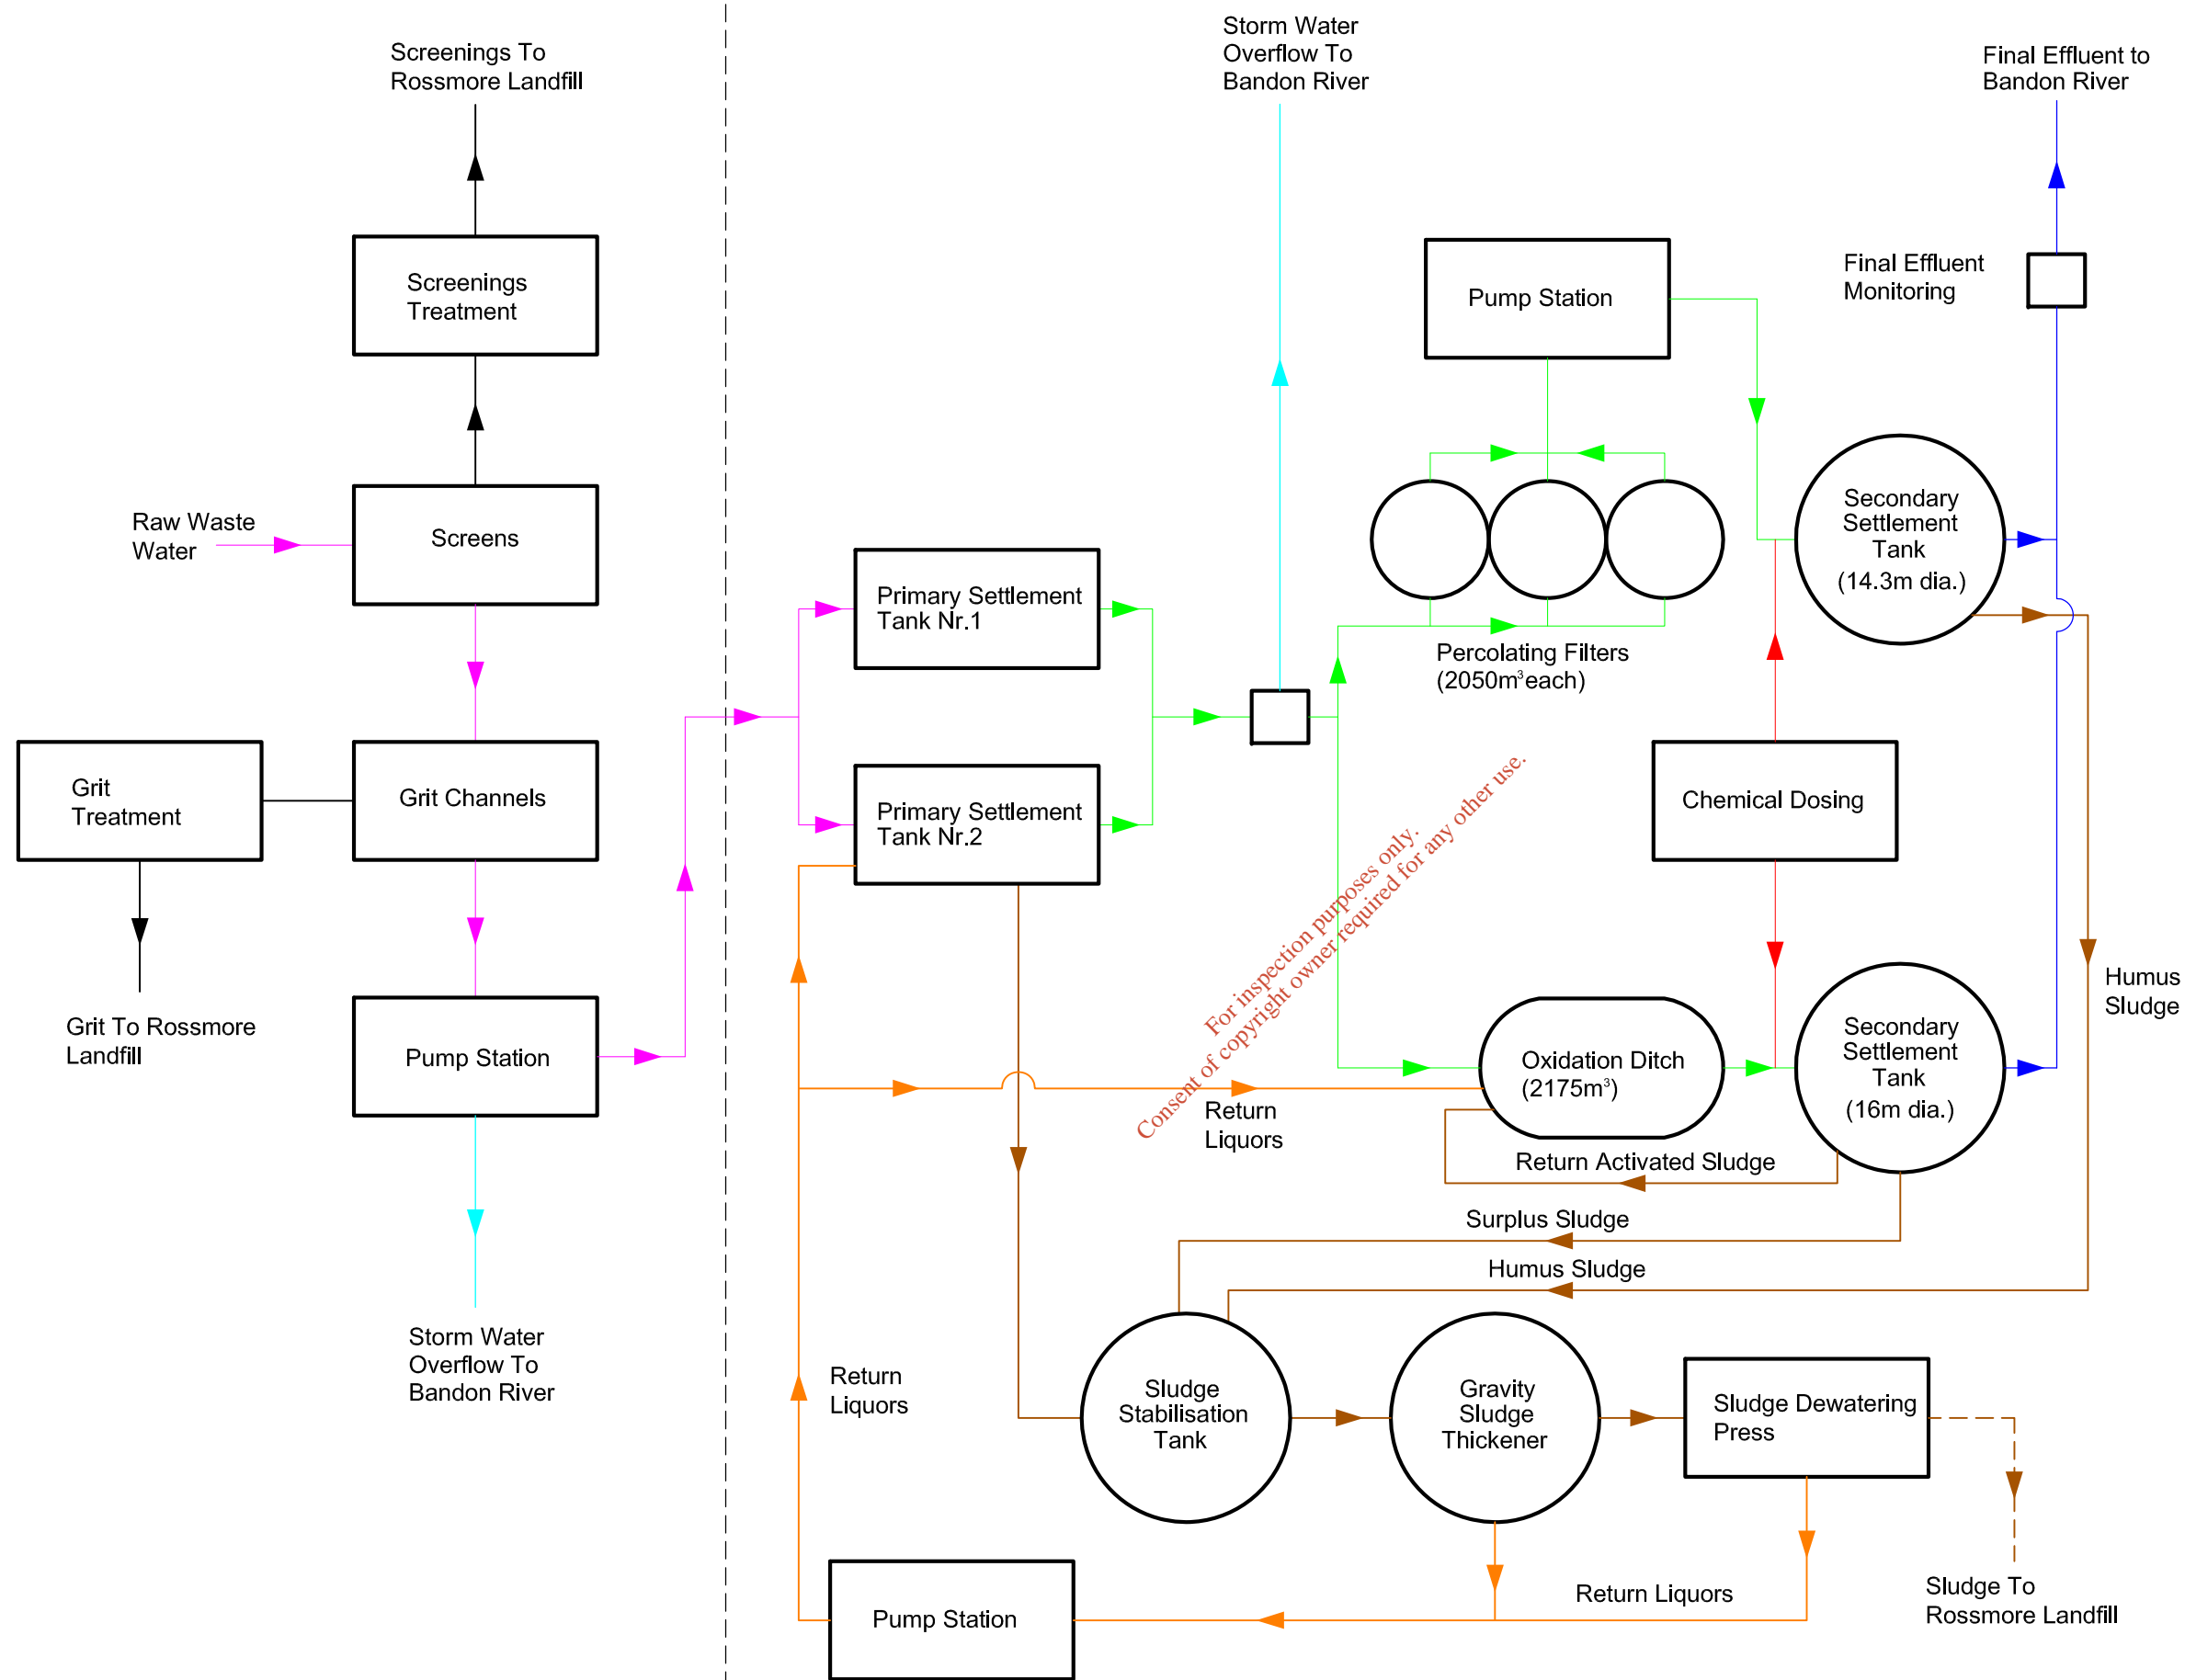 Screenings To
Rossmore Landfill
Storm Water
Overflow To
Bandon River
Final Effluent to
Bandon River
Screenings
Treatment
Pump Station
Final Effluent
Monitoring
Raw Waste
Water
Screens
Secondary
Settlement
Tank
(14.3m dia.)
Primary Settlement
Tank Nr.1
Percolating Filters
(2050m³each)
Grit
Treatment
Grit Channels
Primary Settlement
Tank Nr.2
Chemical Dosing
For inspection purposes only.
Consent of copyright owner required for any other use.
Grit To Rossmore
Landfill
Pump Station
Oxidation Ditch
(2175m³)
Secondary
Settlement
Tank
(16m dia.)
Humus
Sludge
Return
Liquors
Return Activated Sludge
Surplus Sludge
Humus Sludge
Storm Water
Overflow To
Bandon River
Return
Liquors
Sludge
Stabilisation
Tank
Gravity
Sludge
Thickener
Sludge Dewatering
Press
Pump Station
Return Liquors
Sludge To
Rossmore Landfill